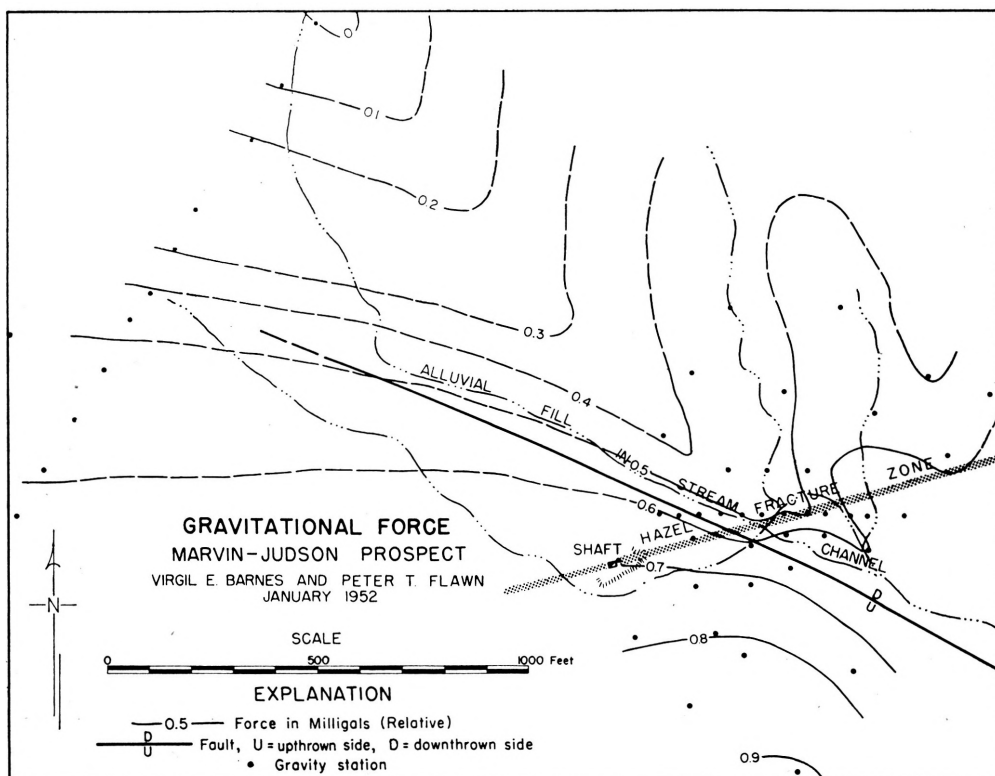 0
0.1
0.2
0.3
0.4
ALLUVIAL
FILL
IN
0.5
STREAM
CHANNEL
0.6
HAZEL FRACTURE ZONE
SHAFT
0.7
D
U
0.8
0.9
GRAVITATIONAL FORCE
MARVIN-JUDSON PROSPECT
VIRGIL E. BARNES AND PETER T. FLAWN
JANUARY 1952
N
SCALE
0 500 1000 Feet
EXPLANATION
0.5 Force in Milligals (Relative)
D
U
Fault, U = upthrown side, D = downthrown side
Gravity station